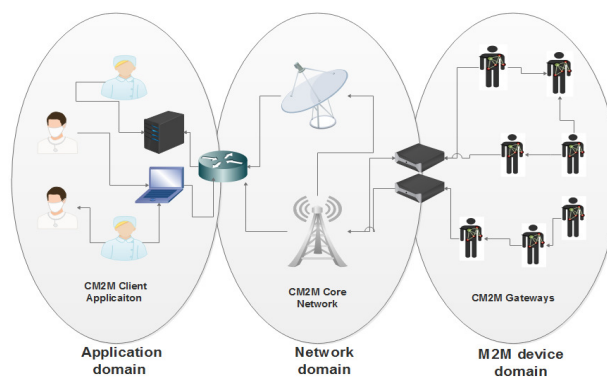 CM2M Client
Applicaiton
CM2M Core
Network
CM2M Gateways
Application
domain
Network
domain
M2M device
domain